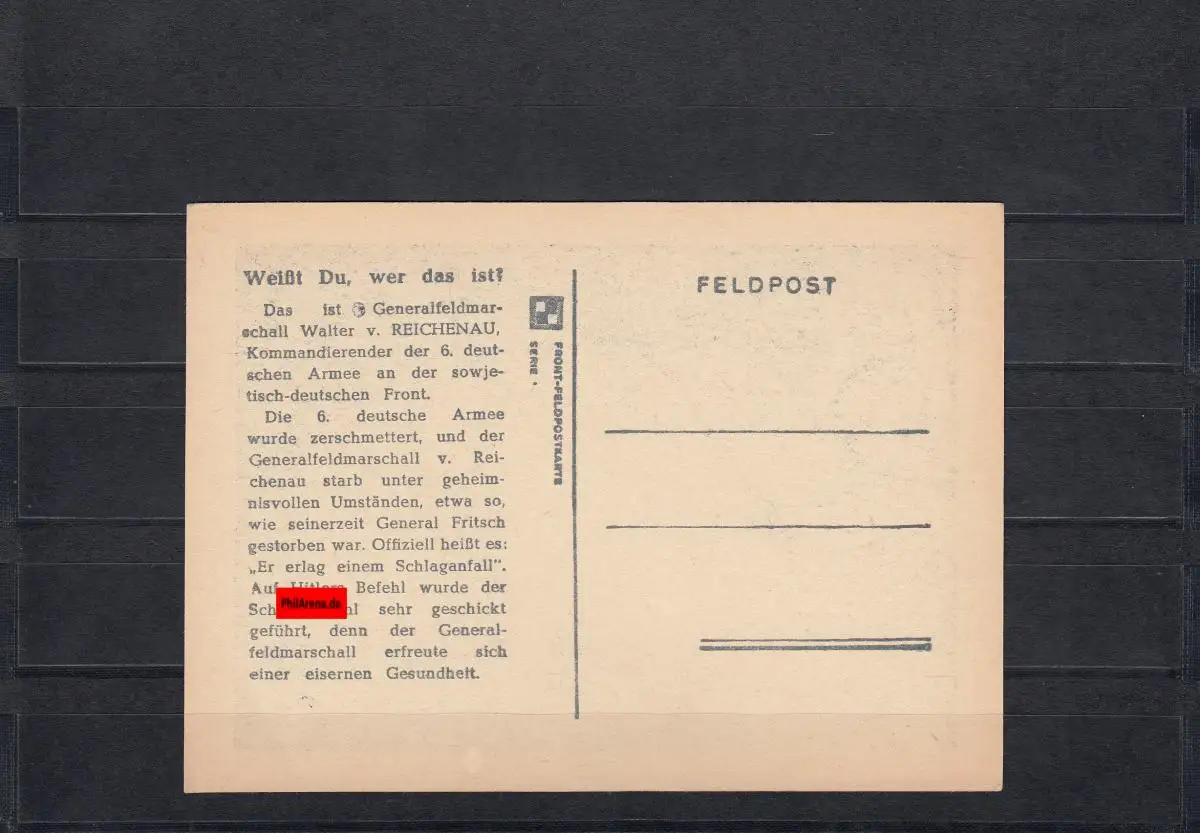 Weißt Du, wer das ist?
Das ist Generalfeldmar-
schall Walter v. REICHENAU,
Kommandierender der 6. deut-
schen Armee an der sowje-
tisch-deutschen Front.
Die 6. deutsche Armee
wurde zerschmettert, und der
Generalfeldmarschall v. Rei-
chenau starb unter geheim-
nisvollen Umständen, etwa so,
wie seinerzeit General Fritsch
gestorben war. Offiziell heißt es:
„Er erlag einem Schlaganfall".
Auf Hitlers Befehl wurde der
sehr geschickt
geführt, denn der General-
feldmarschall erfreute sich
einer eisernen Gesundheit.
PhilArena.de
FRONT-FELDPOSTKARTE
SERIE •
FELDPOST